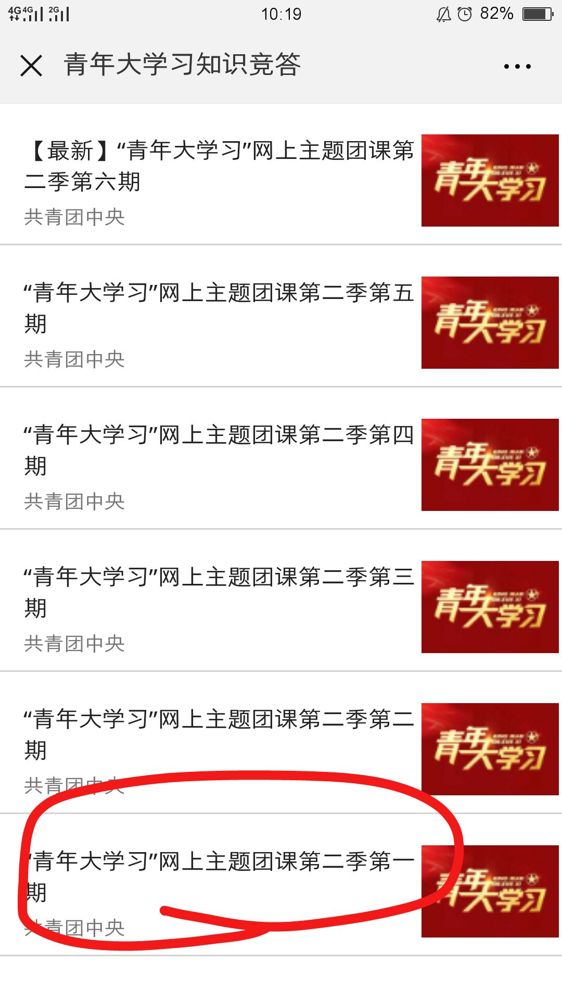 4G 4G 2G 10:19 82%
青年大学习知识竞答
【最新】“青年大学习”网上主题团课第
二季第六期
共青团中央
青年大学习
“青年大学习”网上主题团课第二季第五
期
共青团中央
青年大学习
“青年大学习”网上主题团课第二季第四
期
共青团中央
青年大学习
“青年大学习”网上主题团课第二季第三
期
共青团中央
青年大学习
“青年大学习”网上主题团课第二季第二
期
共青团中央
青年大学习
“青年大学习”网上主题团课第二季第一
期
共青团中央
青年大学习